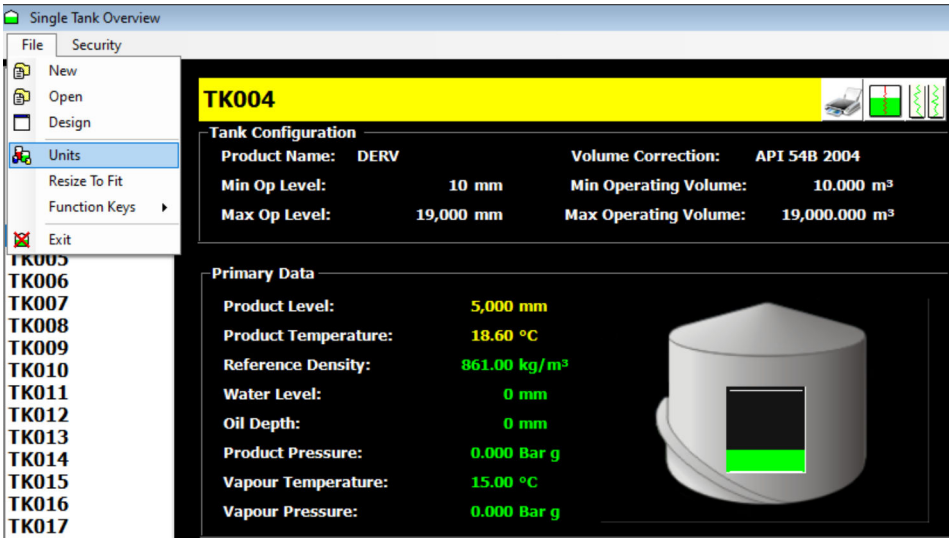 Single Tank Overview
File Security
New
Open
Design
Units
Resize To Fit
Function Keys
Exit
TK005
TK006
TK007
TK008
TK009
TK010
TK011
TK012
TK013
TK014
TK015
TK016
TK017
TK004
Tank Configuration
Product Name: DERV Volume Correction: API 54B 2004
Min Op Level: 10 mm Min Operating Volume: 10.000 m³
Max Op Level: 19,000 mm Max Operating Volume: 19,000.000 m³
Primary Data
Product Level: 5,000 mm
Product Temperature: 18.60 °C
Reference Density: 861.00 kg/m³
Water Level: 0 mm
Oil Depth: 0 mm
Product Pressure: 0.000 Bar g
Vapour Temperature: 15.00 °C
Vapour Pressure: 0.000 Bar g